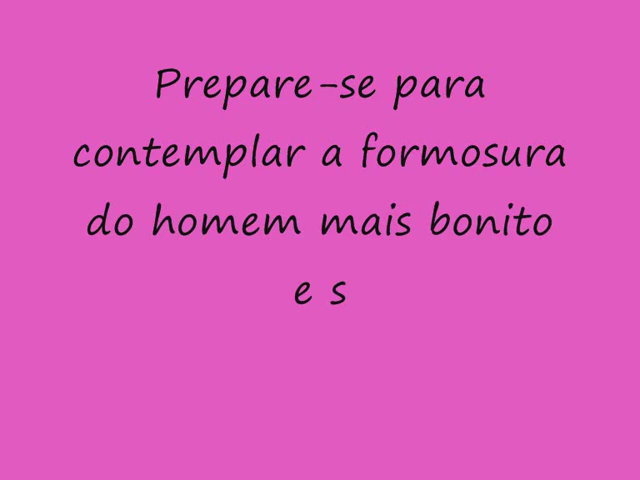 Prepare-se para
contemplar a formosura
do homem mais bonito
e s